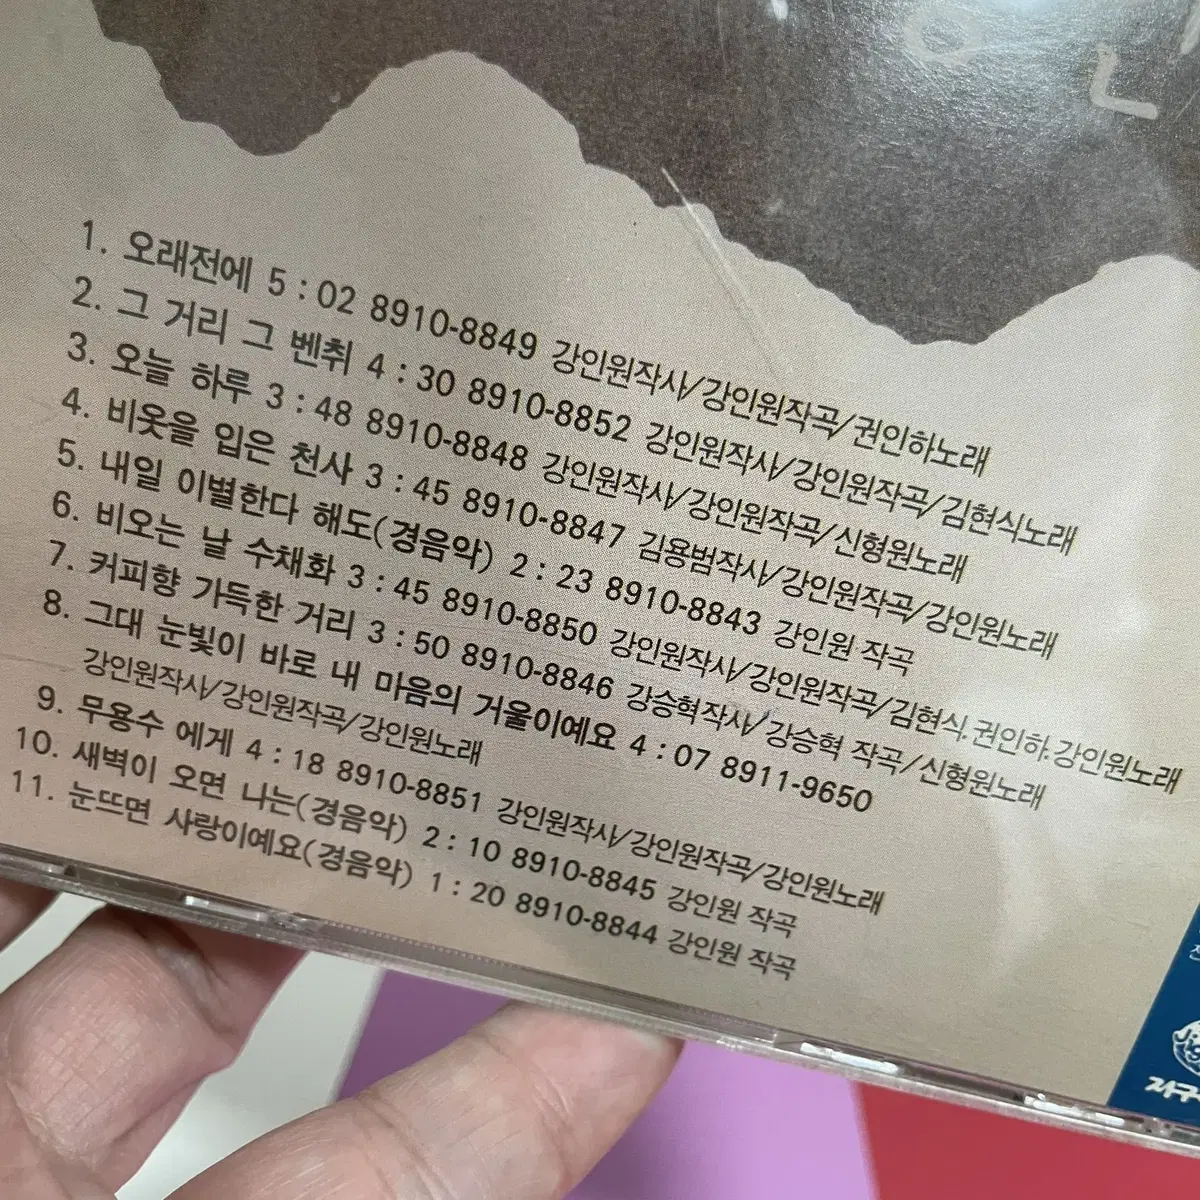 1. 오래전에 5 : 02 8910-8849 강인원작사/강인원작곡/권인하노래
2. 그 거리 그 벤취 4 : 30 8910-8852 강인원작사/강인원작곡/김현식노래
3. 오늘 하루 3 : 48 8910-8848 강인원작사/강인원작곡/신형원노래
4. 비옷을 입은 천사 3 : 45 8910-8847 김용범작사/강인원작곡/강인원노래
5. 내일 이별한다 해도(경음악) 2 : 23 8910-8843 강인원 작곡
6. 비오는 날 수채화 3 : 45 8910-8850 강인원작사/강인원작곡/김현식.권인하.강인원노래
7. 커피향 가득한 거리 3 : 50 8910-8846 강승혁작사/강승혁 작곡/신형원노래
8. 그대 눈빛이 바로 내 마음의 거울이예요 4 : 07 8911-9650
강인원작사/강인원작곡/강인원노래
9. 무용수 에게 4 : 18 8910-8851 강인원작사/강인원작곡/강인원노래
10. 새벽이 오면 나는(경음악) 2 : 10 8910-8845 강인원 작곡
11. 눈뜨면 사랑이예요(경음악) 1 : 20 8910-8844 강인원 작곡